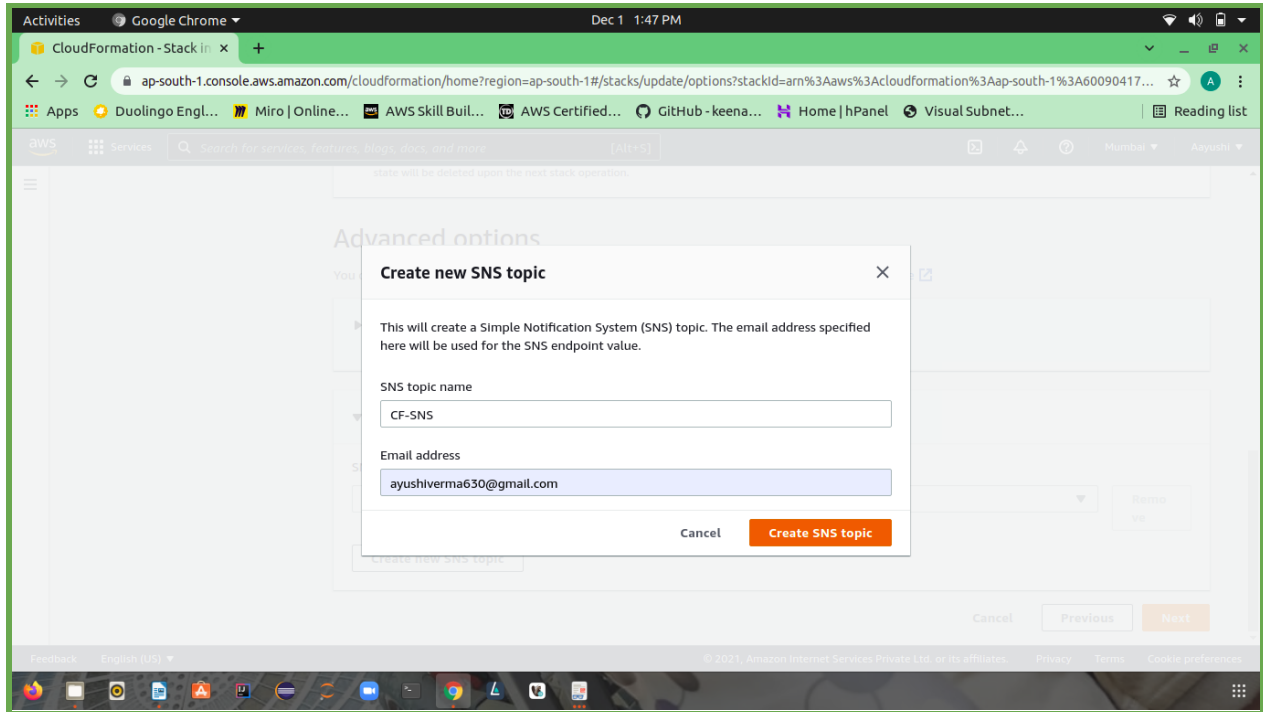 Activities Google Chrome Dec 1 1:47 PM
CloudFormation - Stack in
ap-south-1.console.aws.amazon.com/cloudformation/home?region=ap-south-1#/stacks/update/options?stackId=arn%3Aaws%3Acloudformation%3Aap-south-1%3A60090417... A
Apps Duolingo Engl... Miro | Online... AWS Skill Buil... AWS Certified... GitHub - keena... Home | hPanel Visual Subnet... Reading list
aws Services Search for services, features, blogs, docs, and more [Alt+S] Mumbai Aayushi
state will be deleted upon the next stack operation.
Advanced options
You
Create new SNS topic
This will create a Simple Notification System (SNS) topic. The email address specified
here will be used for the SNS endpoint value.
SNS topic name
CF-SNS
Email address
ayushiverma630@gmail.com
Remo
ve
Cancel Create SNS topic
Create new SNS topic
Cancel Previous Next
Feedback English (US) © 2021, Amazon Internet Services Private Ltd. or its affiliates. Privacy Terms Cookie preferences